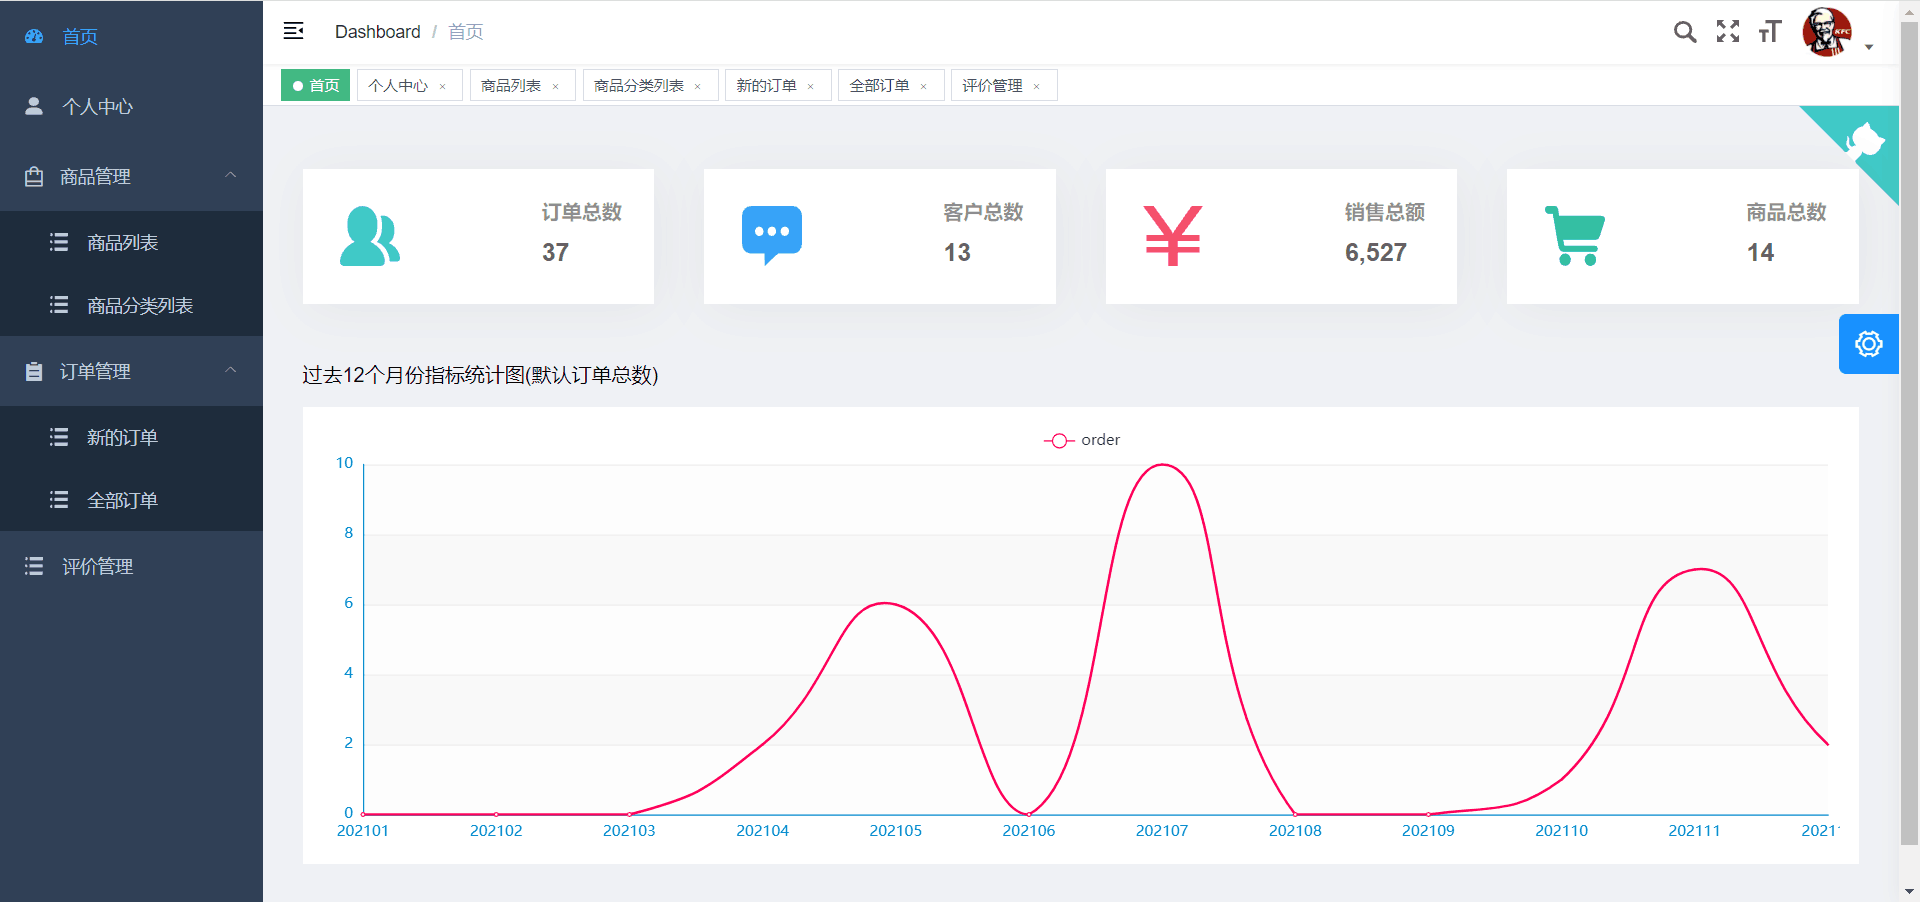 首页
个人中心
商品管理
商品列表
商品分类列表
订单管理
新的订单
全部订单
评价管理
Dashboard / 首页
KFC
首页 个人中心 × 商品列表 × 商品分类列表 × 新的订单 × 全部订单 × 评价管理 ×
订单总数
37
客户总数
13
销售总额
6,527
商品总数
14
过去12个月份指标统计图(默认订单总数)
order
10
8
6
4
2
0
202101 202102 202103 202104 202105 202106 202107 202108 202109 202110 202111 2021